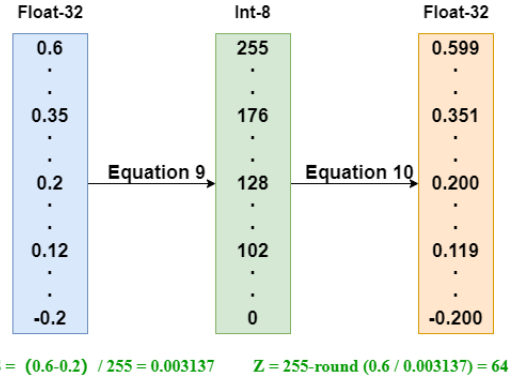 Float-32 Int-8 Float-32
0.6 255 0.599
. . .
. . .
0.35 176 0.351
. . .
. . .
Equation 9 Equation 10
0.2 128 0.200
. . .
. . .
0.12 102 0.119
. . .
. . .
-0.2 0 -0.200
= (0.6-0.2) / 255 = 0.003137 Z = 255-round (0.6 / 0.003137) = 64